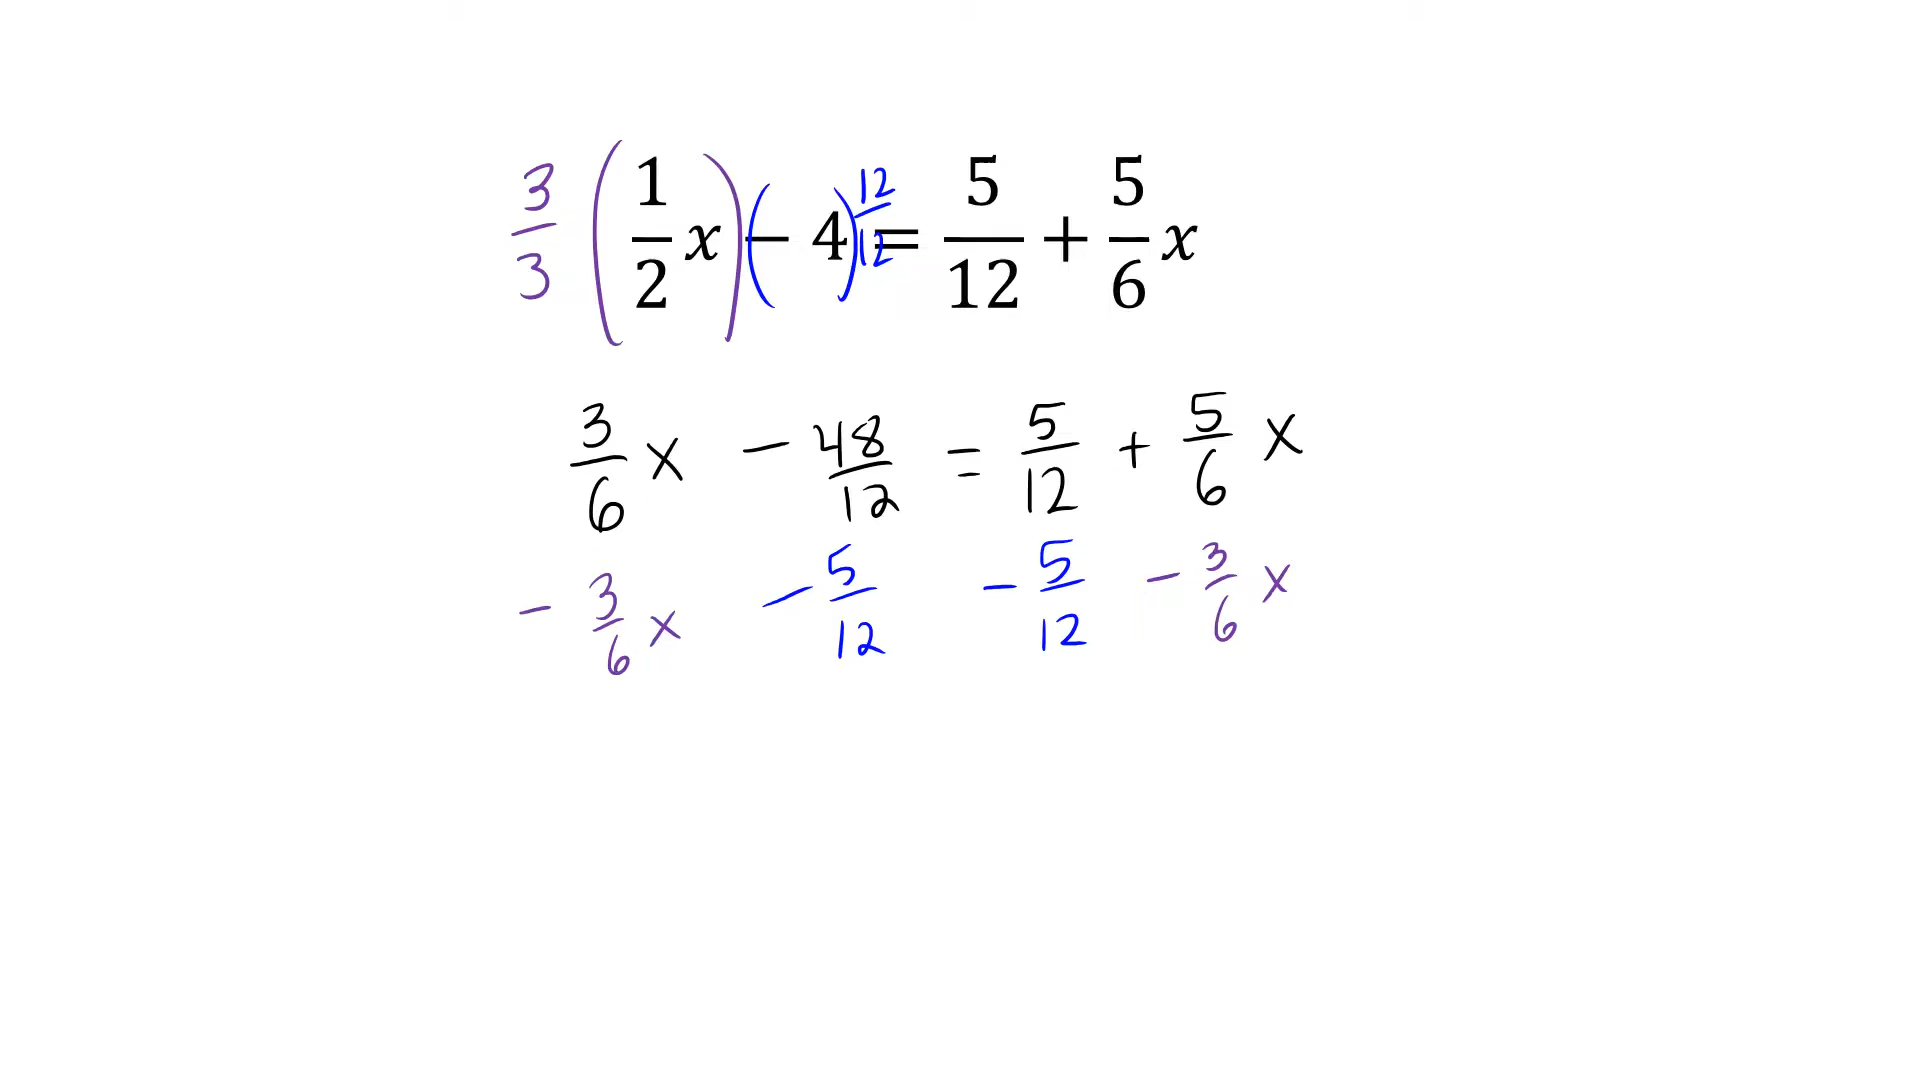 3/3 (1/2 x) (− 4) 12/12 = 5/12 + 5/6 x
3/6 x − 48/12 = 5/12 + 5/6 x
− 3/6 x − 5/12 − 5/12 − 3/6 x